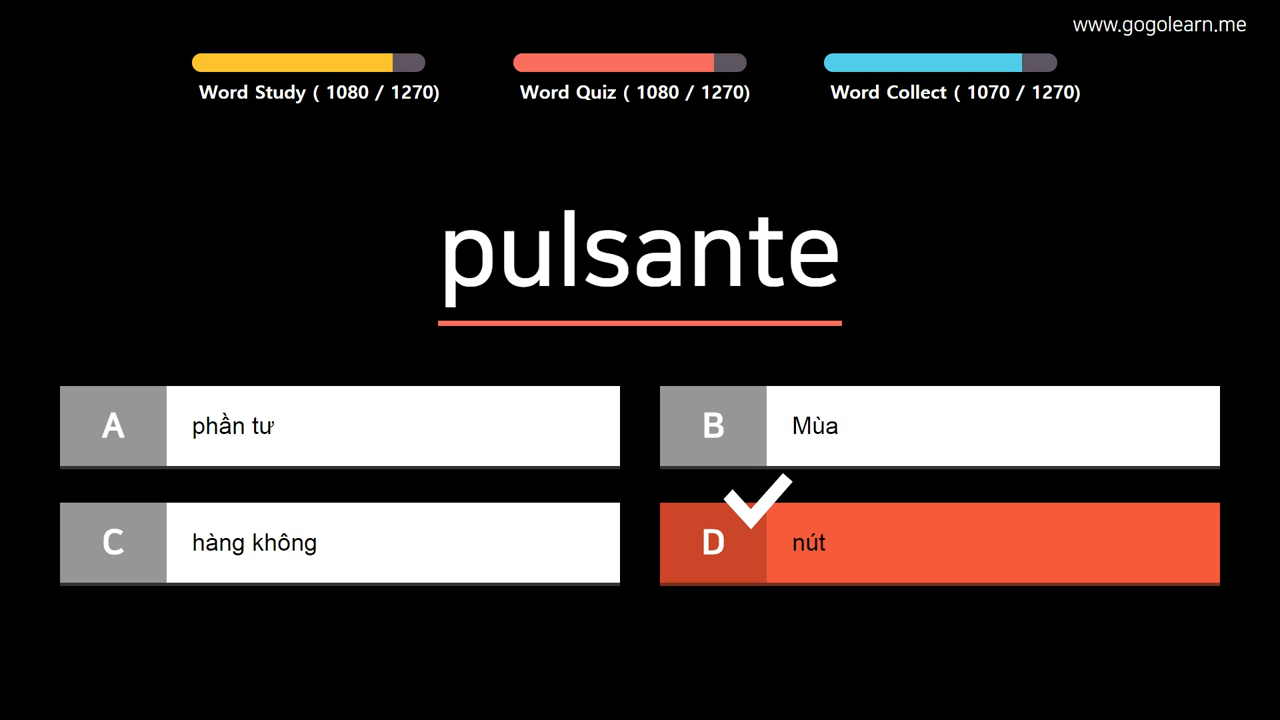 www.gogolearn.me
Word Study ( 1080 / 1270)
Word Quiz ( 1080 / 1270)
Word Collect ( 1070 / 1270)
pulsante
A phần tư
B Mùa
C hàng không
D nút